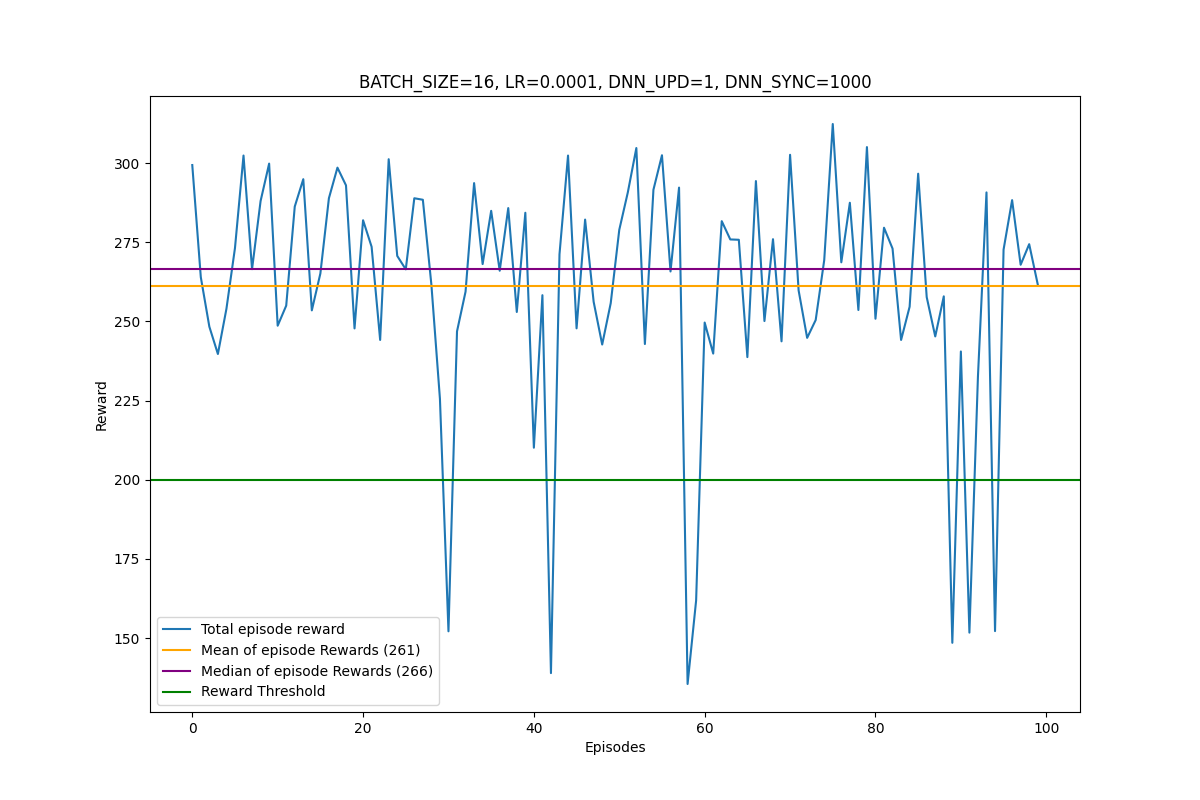 BATCH_SIZE=16, LR=0.0001, DNN_UPD=1, DNN_SYNC=1000
300
275
250
225
200
175
150
Reward
Total episode reward
Mean of episode Rewards (261)
Median of episode Rewards (266)
Reward Threshold
0
20
40
60
80
100
Episodes